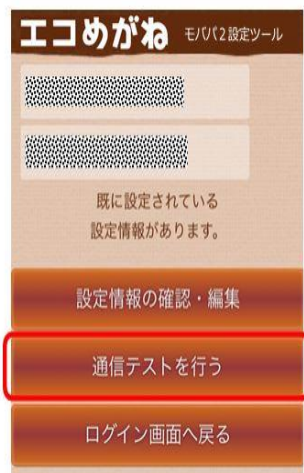 エコめがね モバパ2設定ツール
既に設定されている
設定情報があります。
設定情報の確認・編集
通信テストを行う
ログイン画面へ戻る